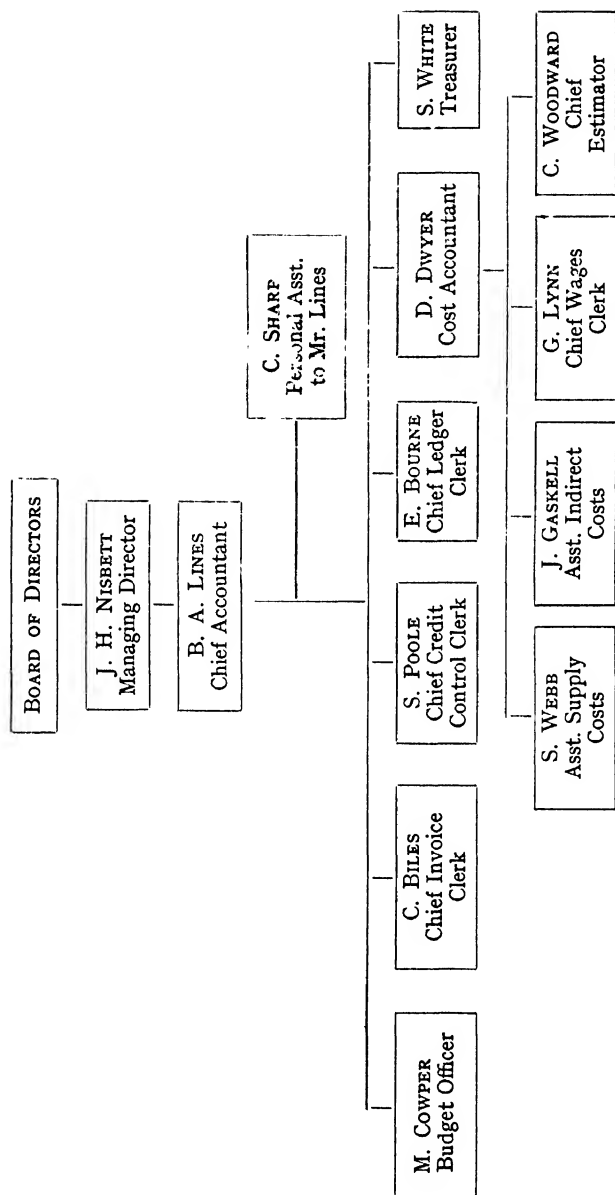 BOARD OF DIRECTORS
J. H. NISBETT
Managing Director
B. A. LINES
Chief Accountant
C. SHARP
Personal Asst.
to Mr. Lines
M. COWPER
Budget Officer
C. BILES
Chief Invoice
Clerk
S. POOLE
Chief Credit
Control Clerk
E. BOURNE
Chief Ledger
Clerk
D. DWYER
Cost Accountant
S. WHITE
Treasurer
S. WEBB
Asst. Supply
Costs
J. GASKELL
Asst. Indirect
Costs
G. LYNN
Chief Wages
Clerk
C. WOODWARD
Chief
Estimator